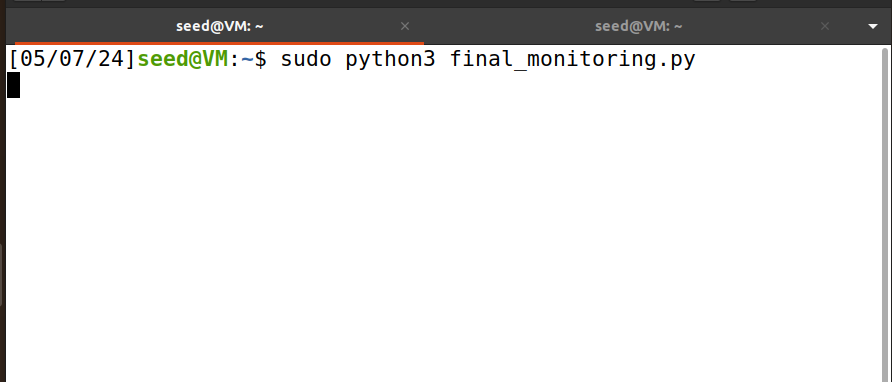 seed@VM: ~ × seed@VM: ~ ×
[05/07/24]seed@VM:~$ sudo python3 final_monitoring.py